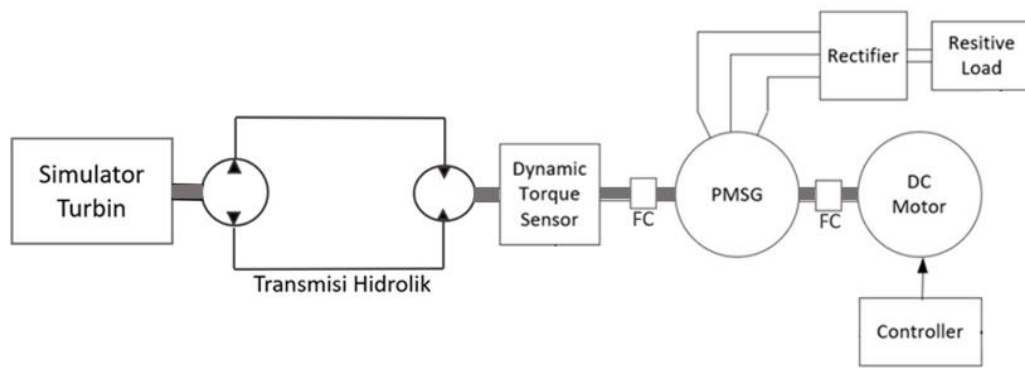 Simulator
Turbin
Transmisi Hidrolik
Dynamic
Torque
Sensor
FC
PMSG
FC
DC
Motor
Controller
Rectifier
Resitive
Load